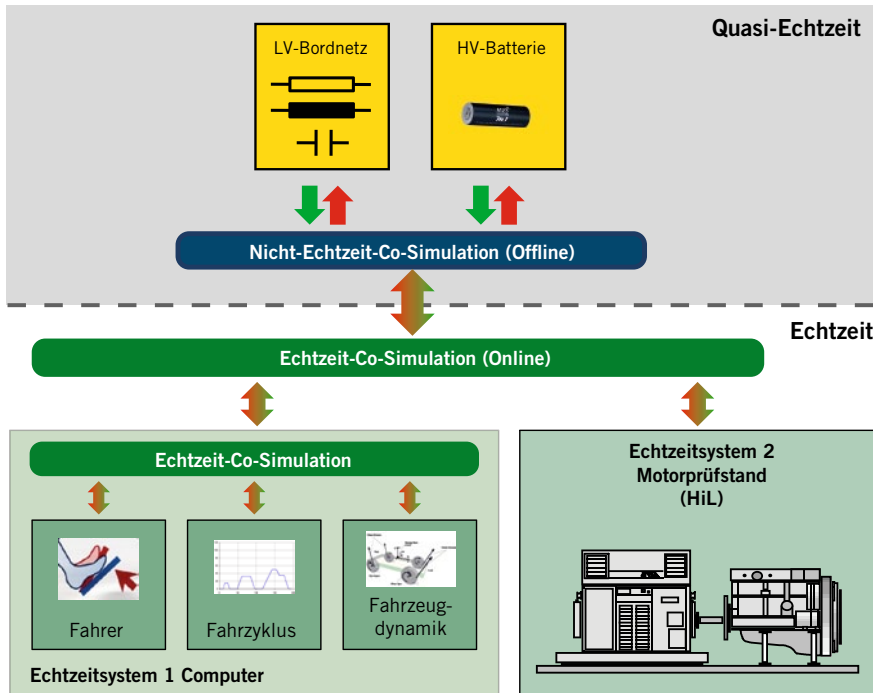 Quasi-Echtzeit
LV-Bordnetz
HV-Batterie
Nicht-Echtzeit-Co-Simulation (Offline)
Echtzeit
Echtzeit-Co-Simulation (Online)
Echtzeit-Co-Simulation
Fahrer
Fahrzyklus
Fahrzeug-
dynamik
Echtzeitsystem 1 Computer
Echtzeitsystem 2
Motorprüfstand
(HiL)